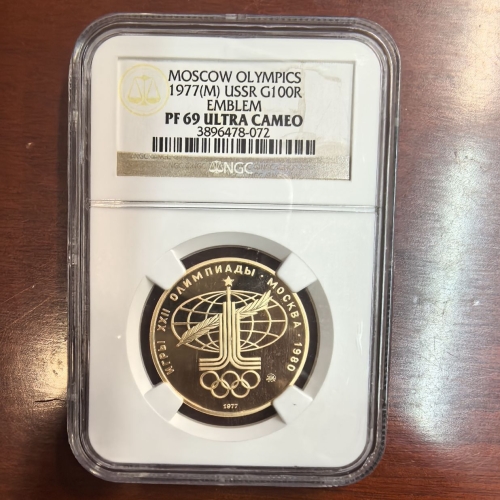 MOSCOW OLYMPICS
1977(M) USSR G100R
EMBLEM
PF 69 ULTRA CAMEO
3896478-072
NGC
ИГРЫ XXII ОЛИМПИАДЫ · МОСКВА · 1980
1977